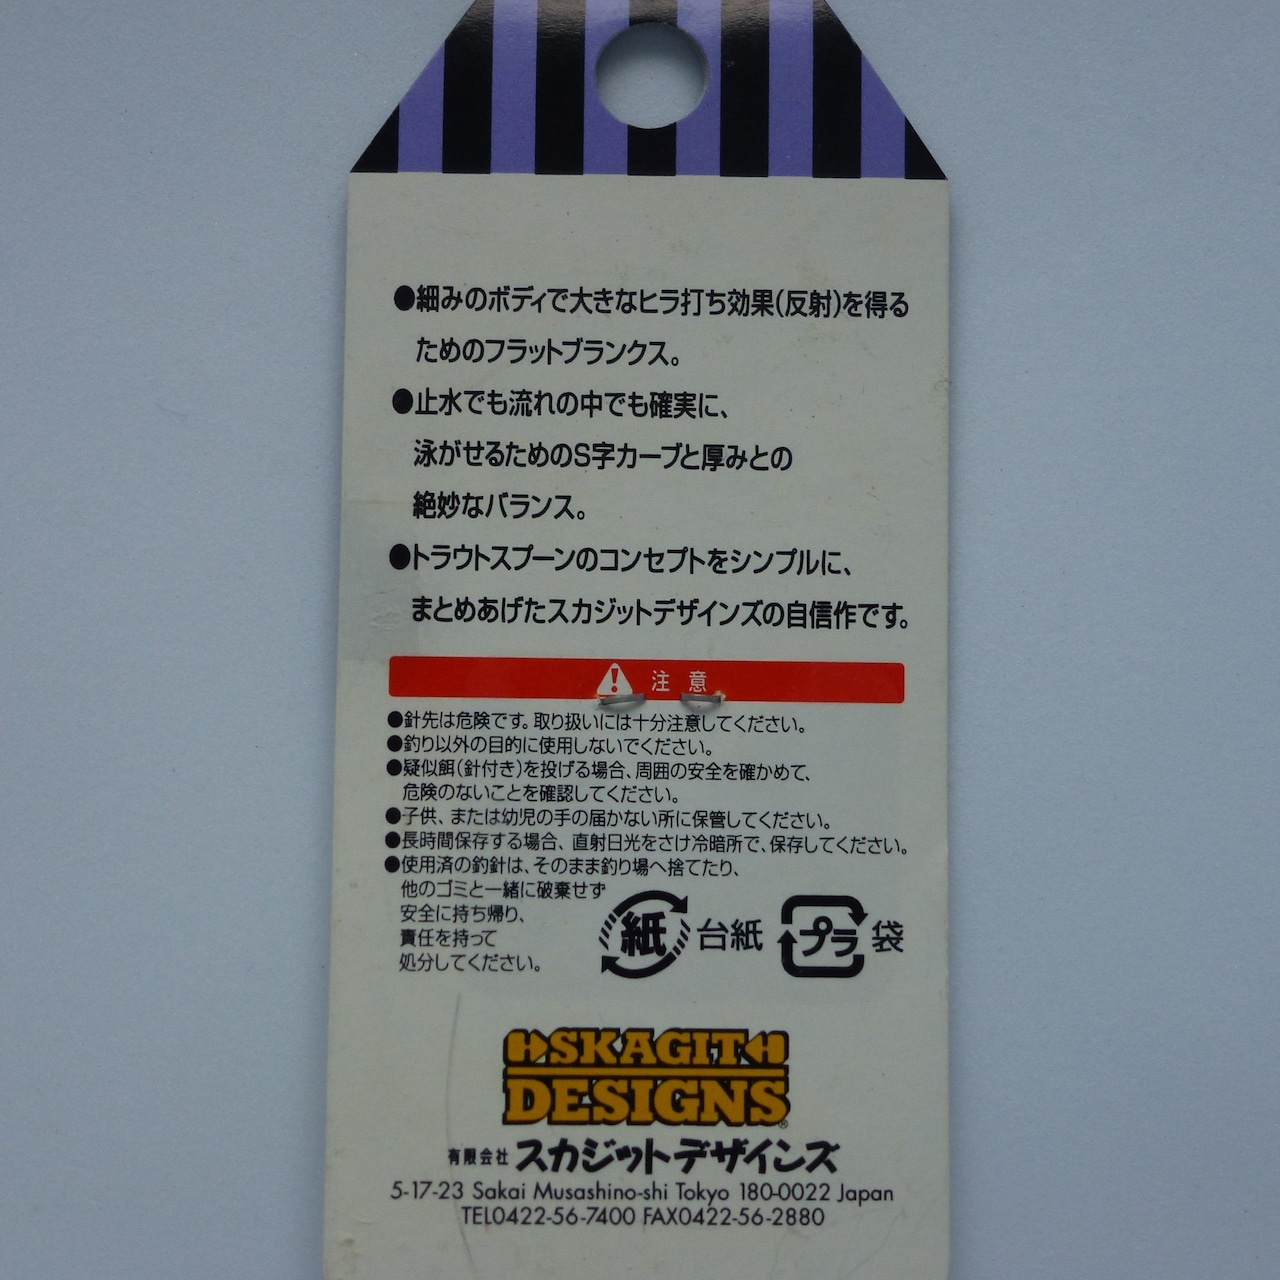 ●細みのボディで大きなヒラ打ち効果(反射)を得る
ためのフラットブランクス。
●止水でも流れの中でも確実に、
泳がせるためのS字カーブと厚みとの
絶妙なバランス。
●トラウトスプーンのコンセプトをシンプルに、
まとめあげたスカジットデザインズの自信作です。
注意
●針先は危険です。取り扱いには十分注意してください。
●釣り以外の目的に使用しないでください。
●疑似餌(針付き)を投げる場合、周囲の安全を確かめて、
危険のないことを確認してください。
●子供、または幼児の手の届かない所に保管してください。
●長時間保存する場合、直射日光をさけ冷暗所で、保存してください。
●使用済の釣針は、そのまま釣り場へ捨てたり、
他のゴミと一緒に破棄せず
安全に持ち帰り、
責任を持って
処分してください。
紙 台紙 プラ 袋
SKAGIT
DESIGNS®
有限会社 スカジットデザインズ
5-17-23 Sakai Musashino-shi Tokyo 180-0022 Japan
TEL0422-56-7400 FAX0422-56-2880